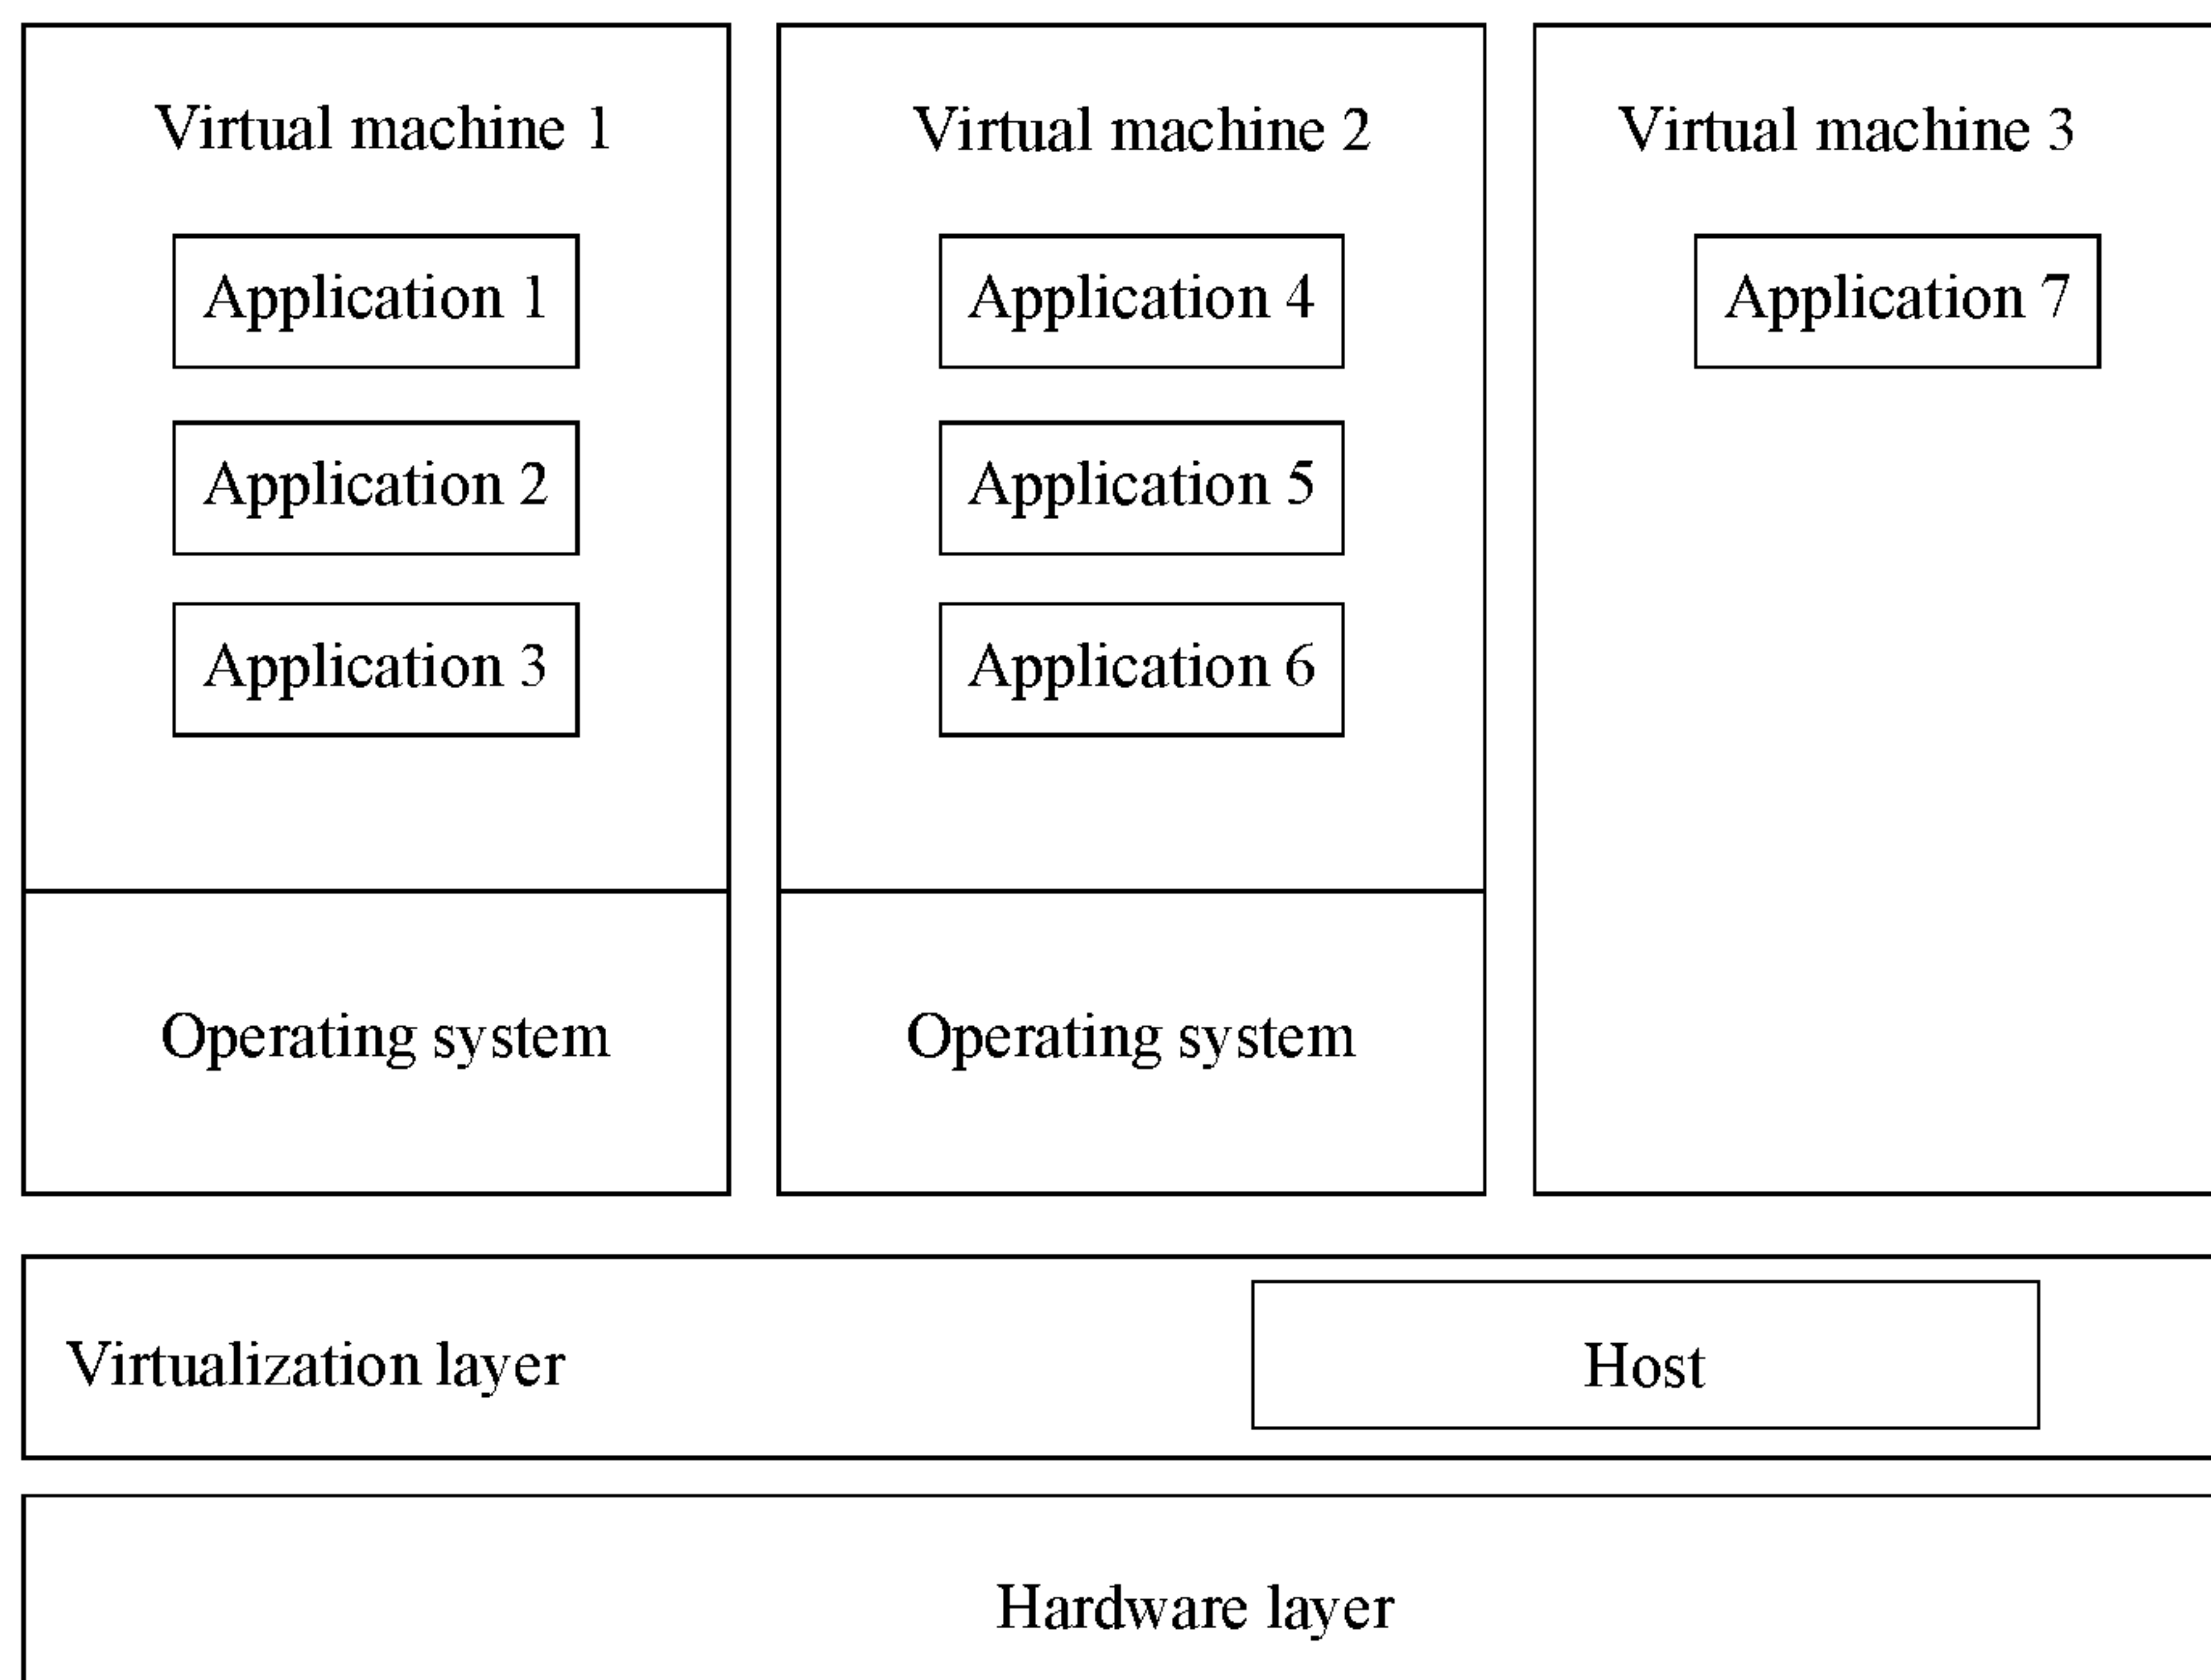 Virtual machine 1
Application 1
Application 2
Application 3
Operating system
Virtual machine 2
Application 4
Application 5
Application 6
Operating system
Virtual machine 3
Application 7
Virtualization layer
Host
Hardware layer